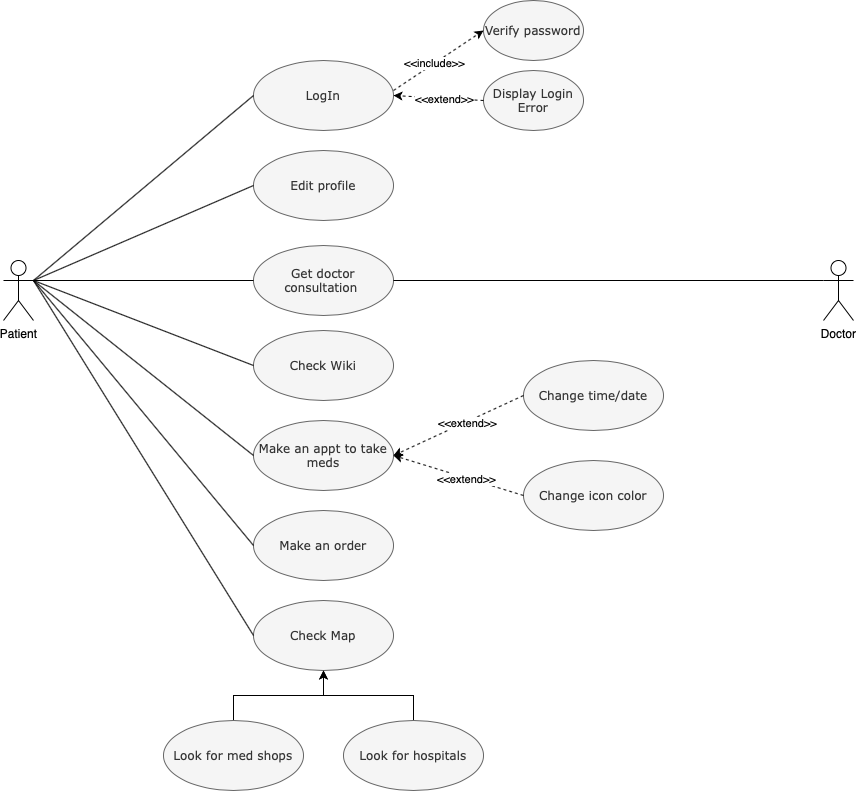 Verify password
<<include>>
LogIn
Display Login
Error
<<extend>>
Edit profile
Get doctor
consultation
Patient
Doctor
Check Wiki
Change time/date
<<extend>>
Make an appt to take
meds
<<extend>>
Change icon color
Make an order
Check Map
Look for med shops
Look for hospitals